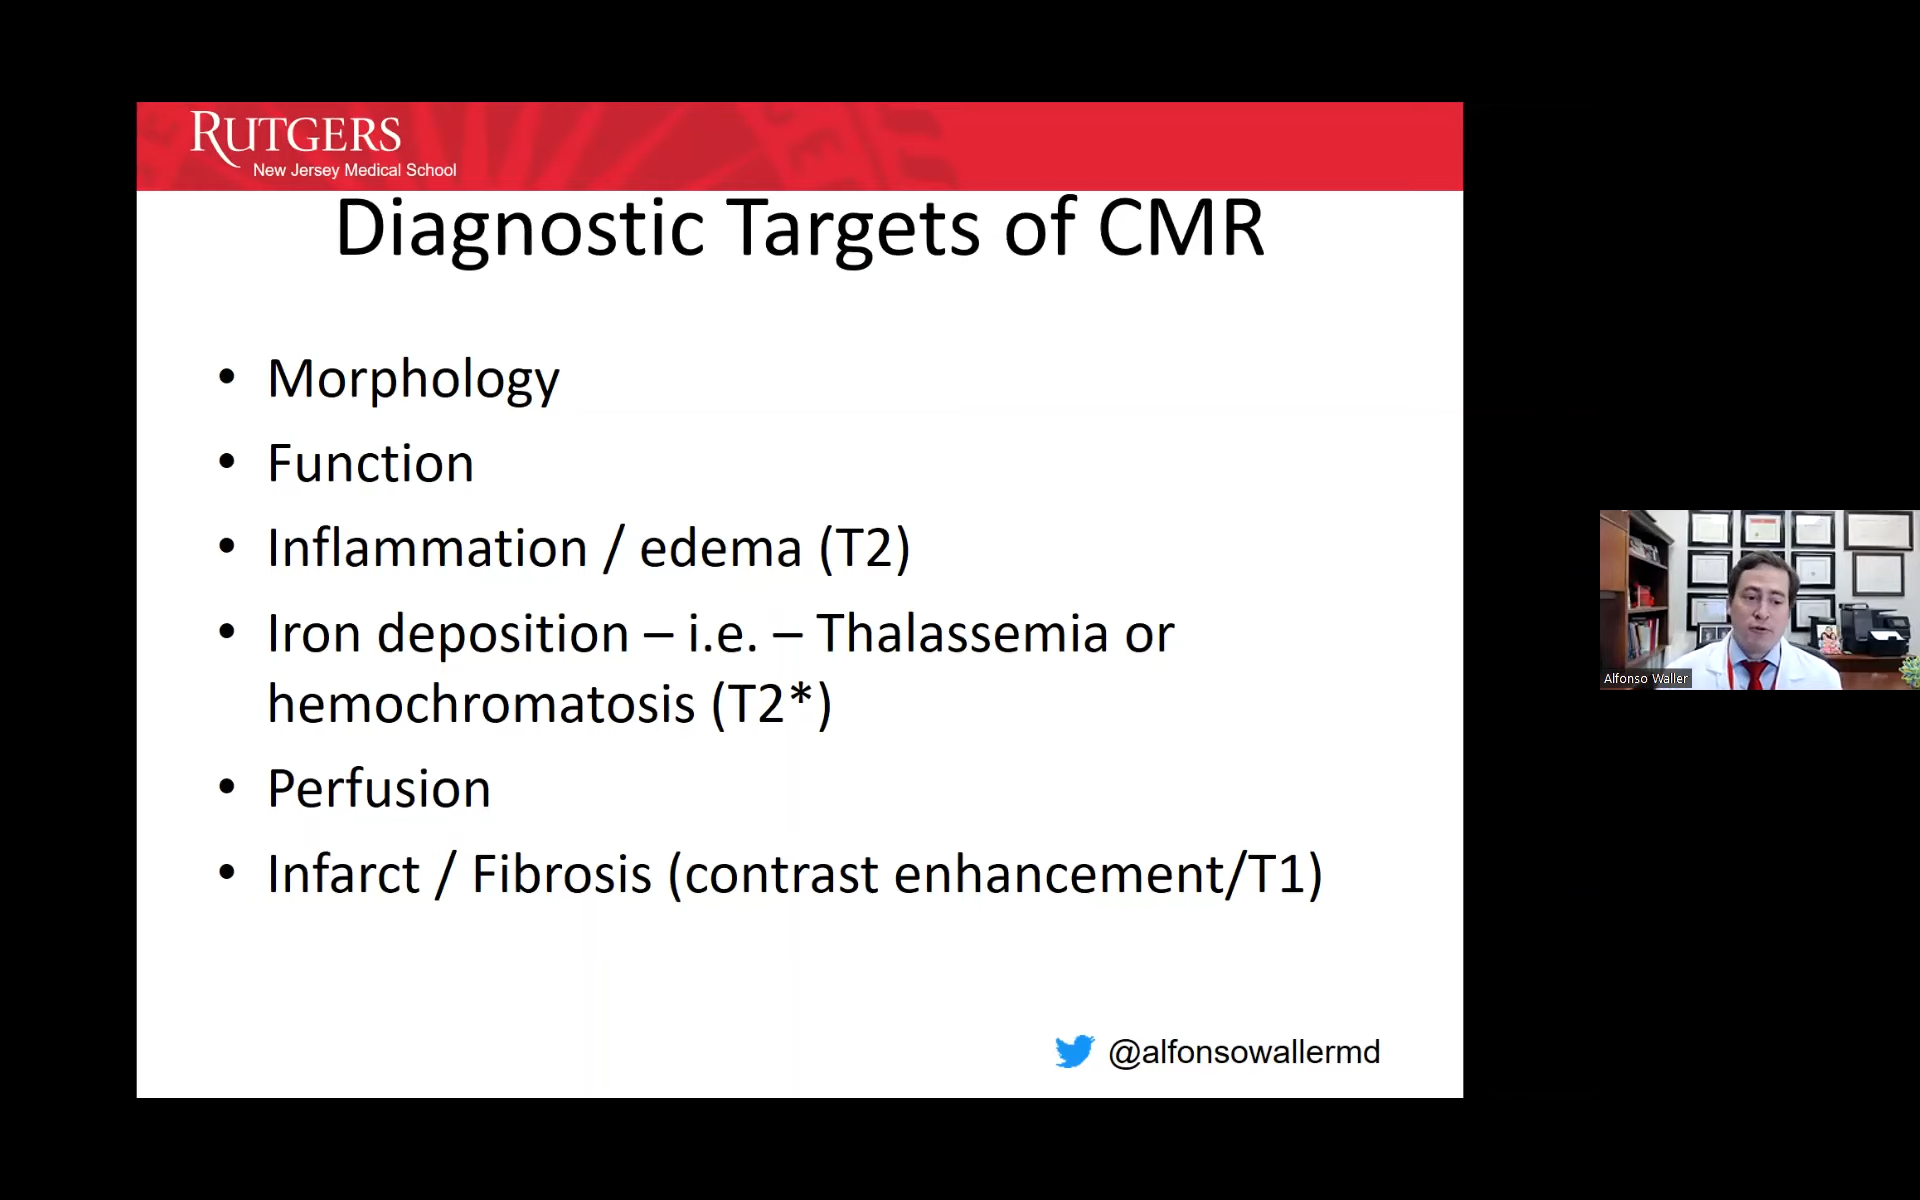 RUTGERS
New Jersey Medical School
Diagnostic Targets of CMR
• Morphology
• Function
• Inflammation / edema (T2)
• Iron deposition – i.e. – Thalassemia or
hemochromatosis (T2*)
• Perfusion
• Infarct / Fibrosis (contrast enhancement/T1)
@alfonsowallermd
Alfonso Waller